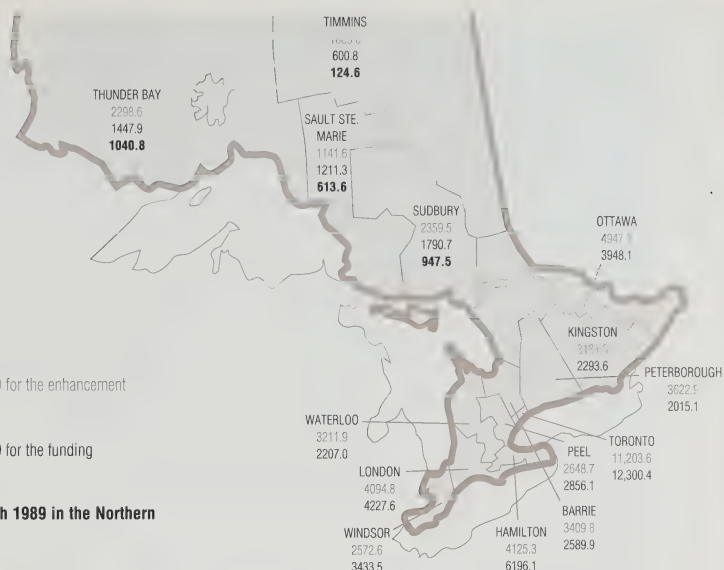 TIMMINS
600.8
124.6
THUNDER BAY
2298.6
1447.9
1040.8
SAULT STE.
MARIE
1141.6
1211.3
613.6
SUDBURY
2359.5
1790.7
947.5
OTTAWA
3948.1
KINGSTON
2293.6
PETERBOROUGH
3622.9
2015.1
for the enhancement
for the funding
h 1989 in the Northern
WATERLOO
3211.9
2207.0
LONDON
4094.8
4227.6
WINDSOR
2572.6
3433.5
HAMILTON
4125.3
6196.1
BARRIE
3409.8
2589.9
PEEL
2648.7
2856.1
TORONTO
11,203.6
12,300.4